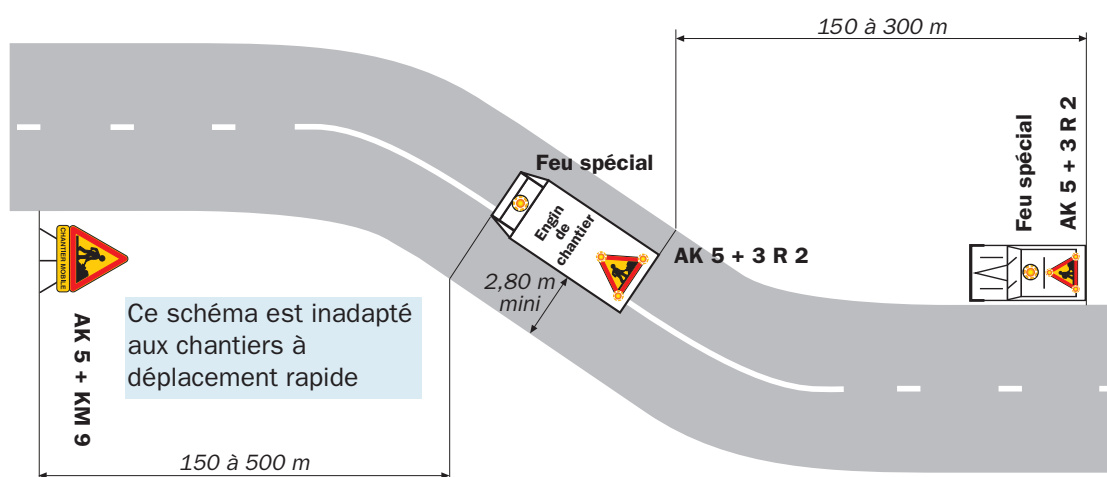 150 à 300 m
Feu spécial
AK 5 + 3 R 2
Feu spécial
Engin
de
chantier
AK 5 + 3 R 2
2,80 m
mini
CHANTIER MOBILE
AK 5 + KM 9
Ce schéma est inadapté
aux chantiers à
déplacement rapide
150 à 500 m